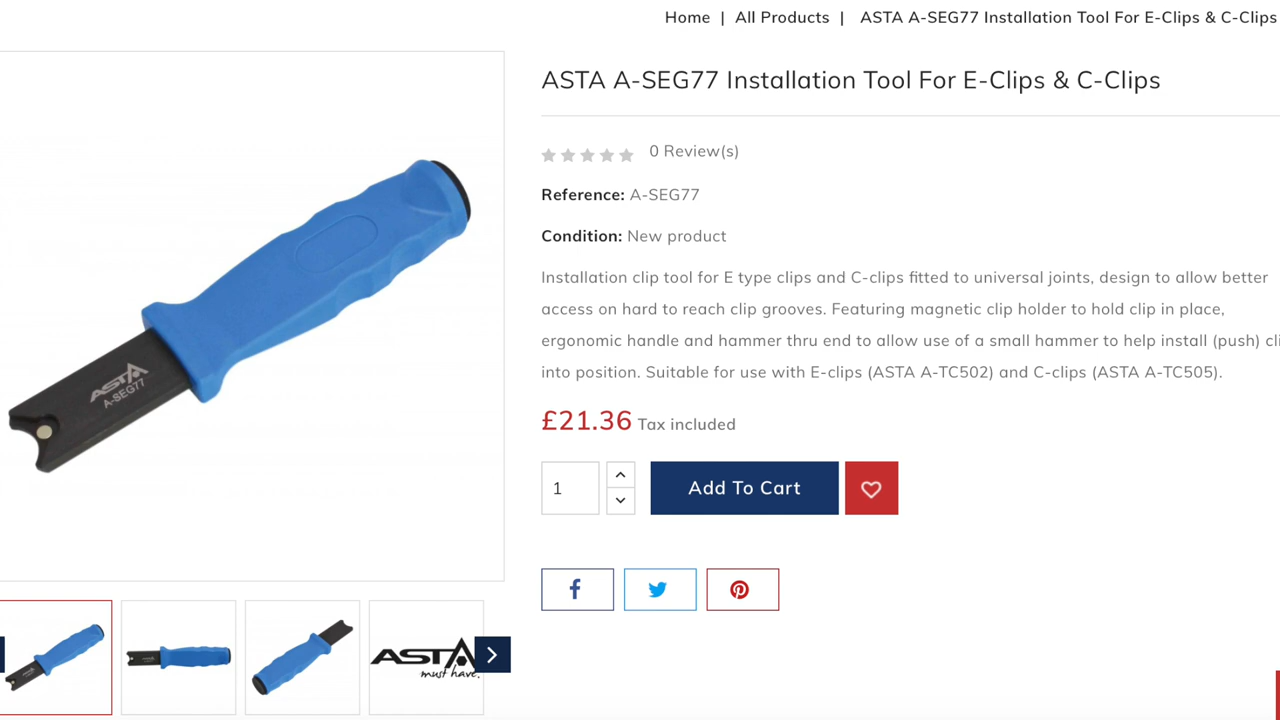 Home | All Products | ASTA A-SEG77 Installation Tool For E-Clips & C-Clips
ASTA A-SEG77 Installation Tool For E-Clips & C-Clips
0 Review(s)
Reference: A-SEG77
Condition: New product
Installation clip tool for E type clips and C-clips fitted to universal joints, design to allow better
access on hard to reach clip grooves. Featuring magnetic clip holder to hold clip in place,
ergonomic handle and hammer thru end to allow use of a small hammer to help install (push) cli
into position. Suitable for use with E-clips (ASTA A-TC502) and C-clips (ASTA A-TC505).
£21.36 Tax included
1
Add To Cart
ASTA
A-SEG77
ASTA
must have.